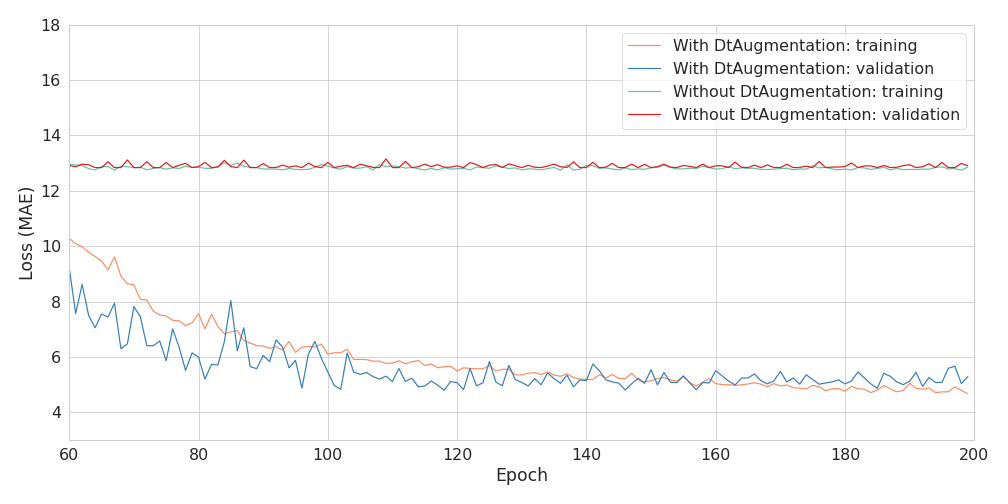 18
16
14
12
10
8
6
4
Loss (MAE)
With DtAugmentation: training
With DtAugmentation: validation
Without DtAugmentation: training
Without DtAugmentation: validation
60 80 100 120 140 160 180 200
Epoch